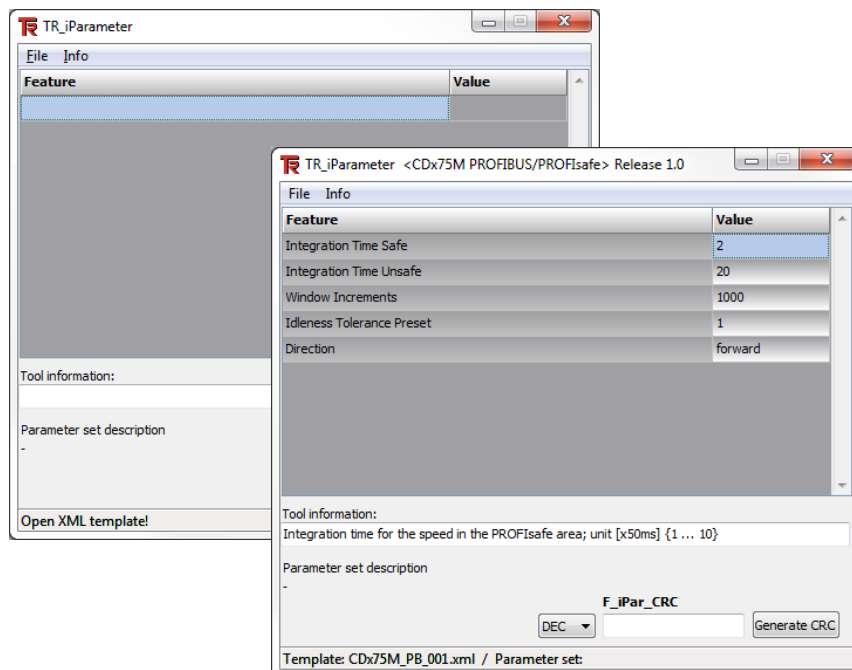 TR_iParameter
File Info
Feature Value
Tool information:
Parameter set description
-
Open XML template!
TR_iParameter <CDx75M PROFIBUS/PROFIsafe> Release 1.0
File Info
Feature Value
Integration Time Safe 2
Integration Time Unsafe 20
Window Increments 1000
Idleness Tolerance Preset 1
Direction forward
Tool information:
Integration time for the speed in the PROFIsafe area; unit [x50ms] {1 ... 10}
Parameter set description
-
F_iPar_CRC
DEC Generate CRC
Template: CDx75M_PB_001.xml / Parameter set: